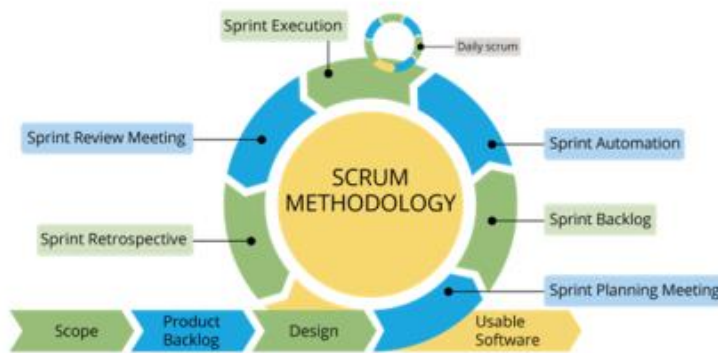 Sprint Execution
Daily scrum
Sprint Review Meeting
Sprint Automation
SCRUM
METHODOLOGY
Sprint Retrospective
Sprint Backlog
Sprint Planning Meeting
Scope
Product
Backlog
Design
Usable
Software